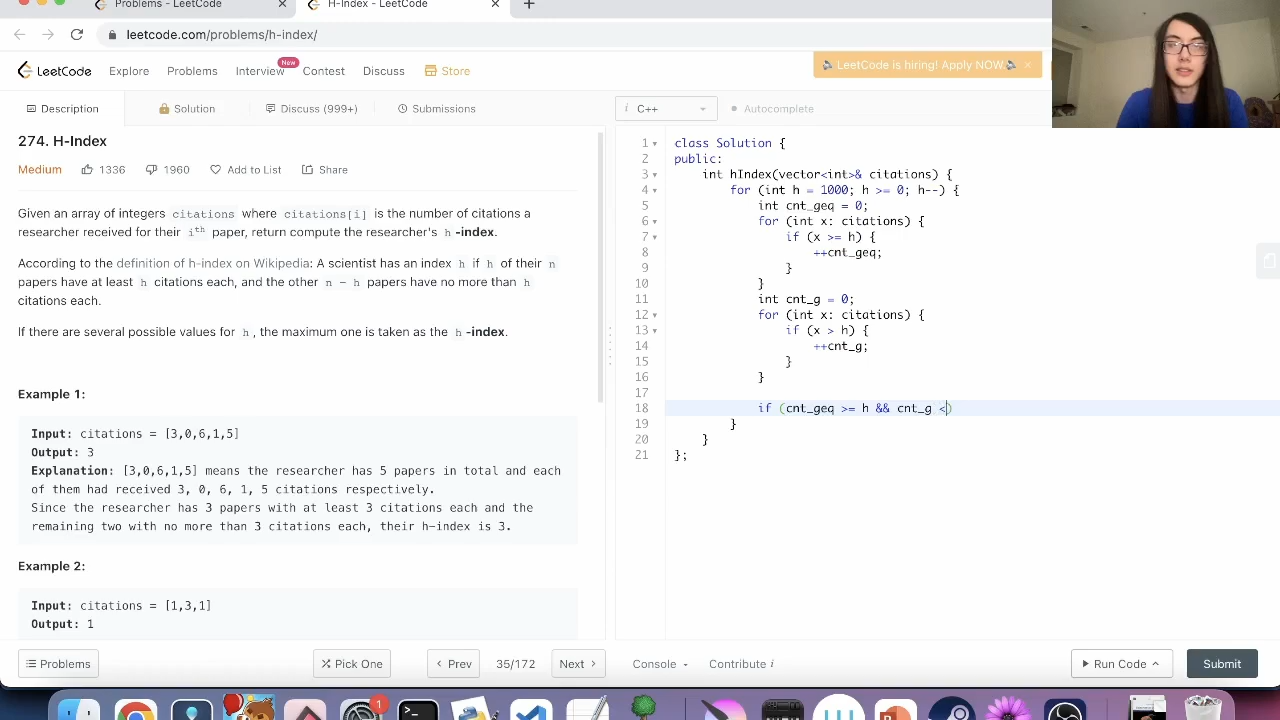 Problems - LeetCode
H-Index - LeetCode
leetcode.com/problems/h-index/
LeetCode
Explore
Problems
Interview
New
Contest
Discuss
Store
LeetCode is hiring! Apply NOW.
Description
Solution
Discuss (999+)
Submissions
i C++
Autocomplete
274. H-Index
Medium
1336
1960
Add to List
Share
Given an array of integers citations where citations[i] is the number of citations a
researcher received for their ith paper, return compute the researcher's h -index.
According to the definition of h-index on Wikipedia: A scientist has an index h if h of their n
papers have at least h citations each, and the other n − h papers have no more than h
citations each.
If there are several possible values for h , the maximum one is taken as the h -index.
Example 1:
Input: citations = [3,0,6,1,5]
Output: 3
Explanation: [3,0,6,1,5] means the researcher has 5 papers in total and each
of them had received 3, 0, 6, 1, 5 citations respectively.
Since the researcher has 3 papers with at least 3 citations each and the
remaining two with no more than 3 citations each, their h-index is 3.
Example 2:
Input: citations = [1,3,1]
Output: 1
1 class Solution {
2 public:
3 int hIndex(vector<int>& citations) {
4 for (int h = 1000; h >= 0; h--) {
5 int cnt_geq = 0;
6 for (int x: citations) {
7 if (x >= h) {
8 ++cnt_geq;
9 }
10 }
11 int cnt_g = 0;
12 for (int x: citations) {
13 if (x > h) {
14 ++cnt_g;
15 }
16 }
17
18 if (cnt_geq >= h && cnt_g <)
19 }
20 }
21 };
Problems
Pick One
Prev
35/172
Next
Console
Contribute i
Run Code
Submit
1